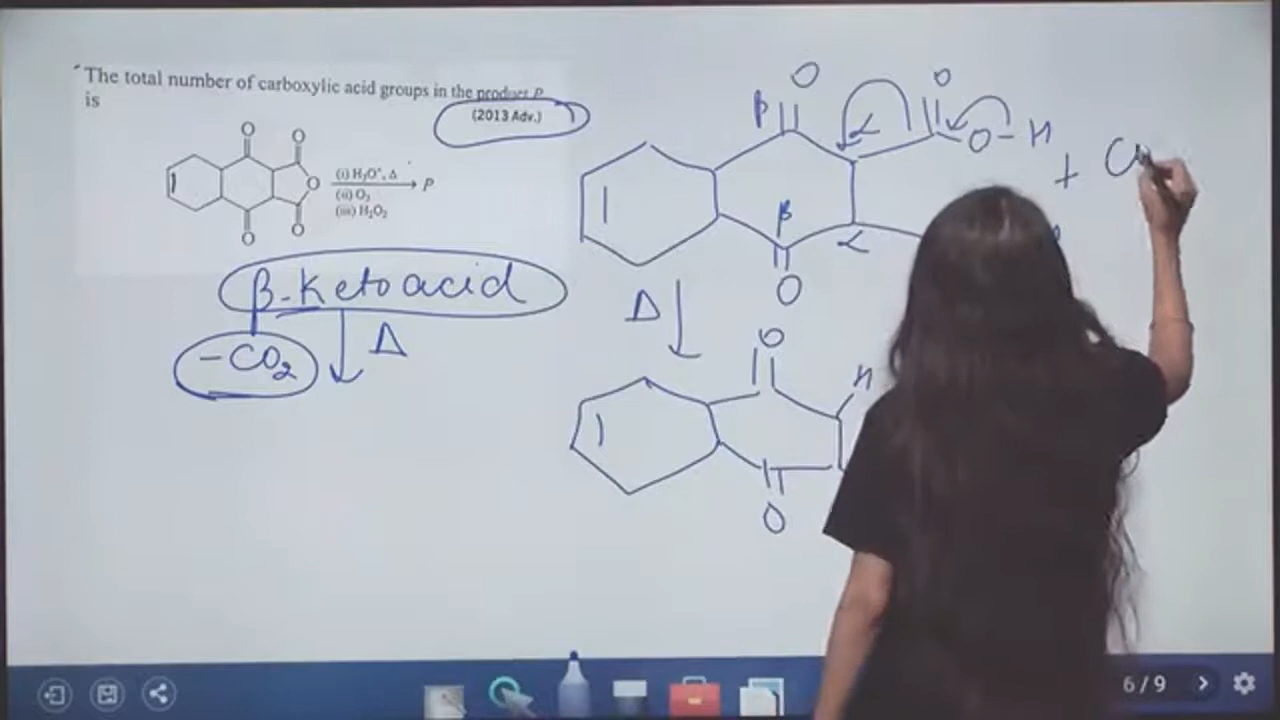 The total number of carboxylic acid groups in the product P
is
(2013 Adv.)
O O
(i) H₃O⁺, Δ
O
P
(ii) O₃
(iii) H₂O₂
O O
β-Keto acid
-CO₂ Δ
O O
β α O-H
+ C
β α
O
Δ
O
H
O
6/9